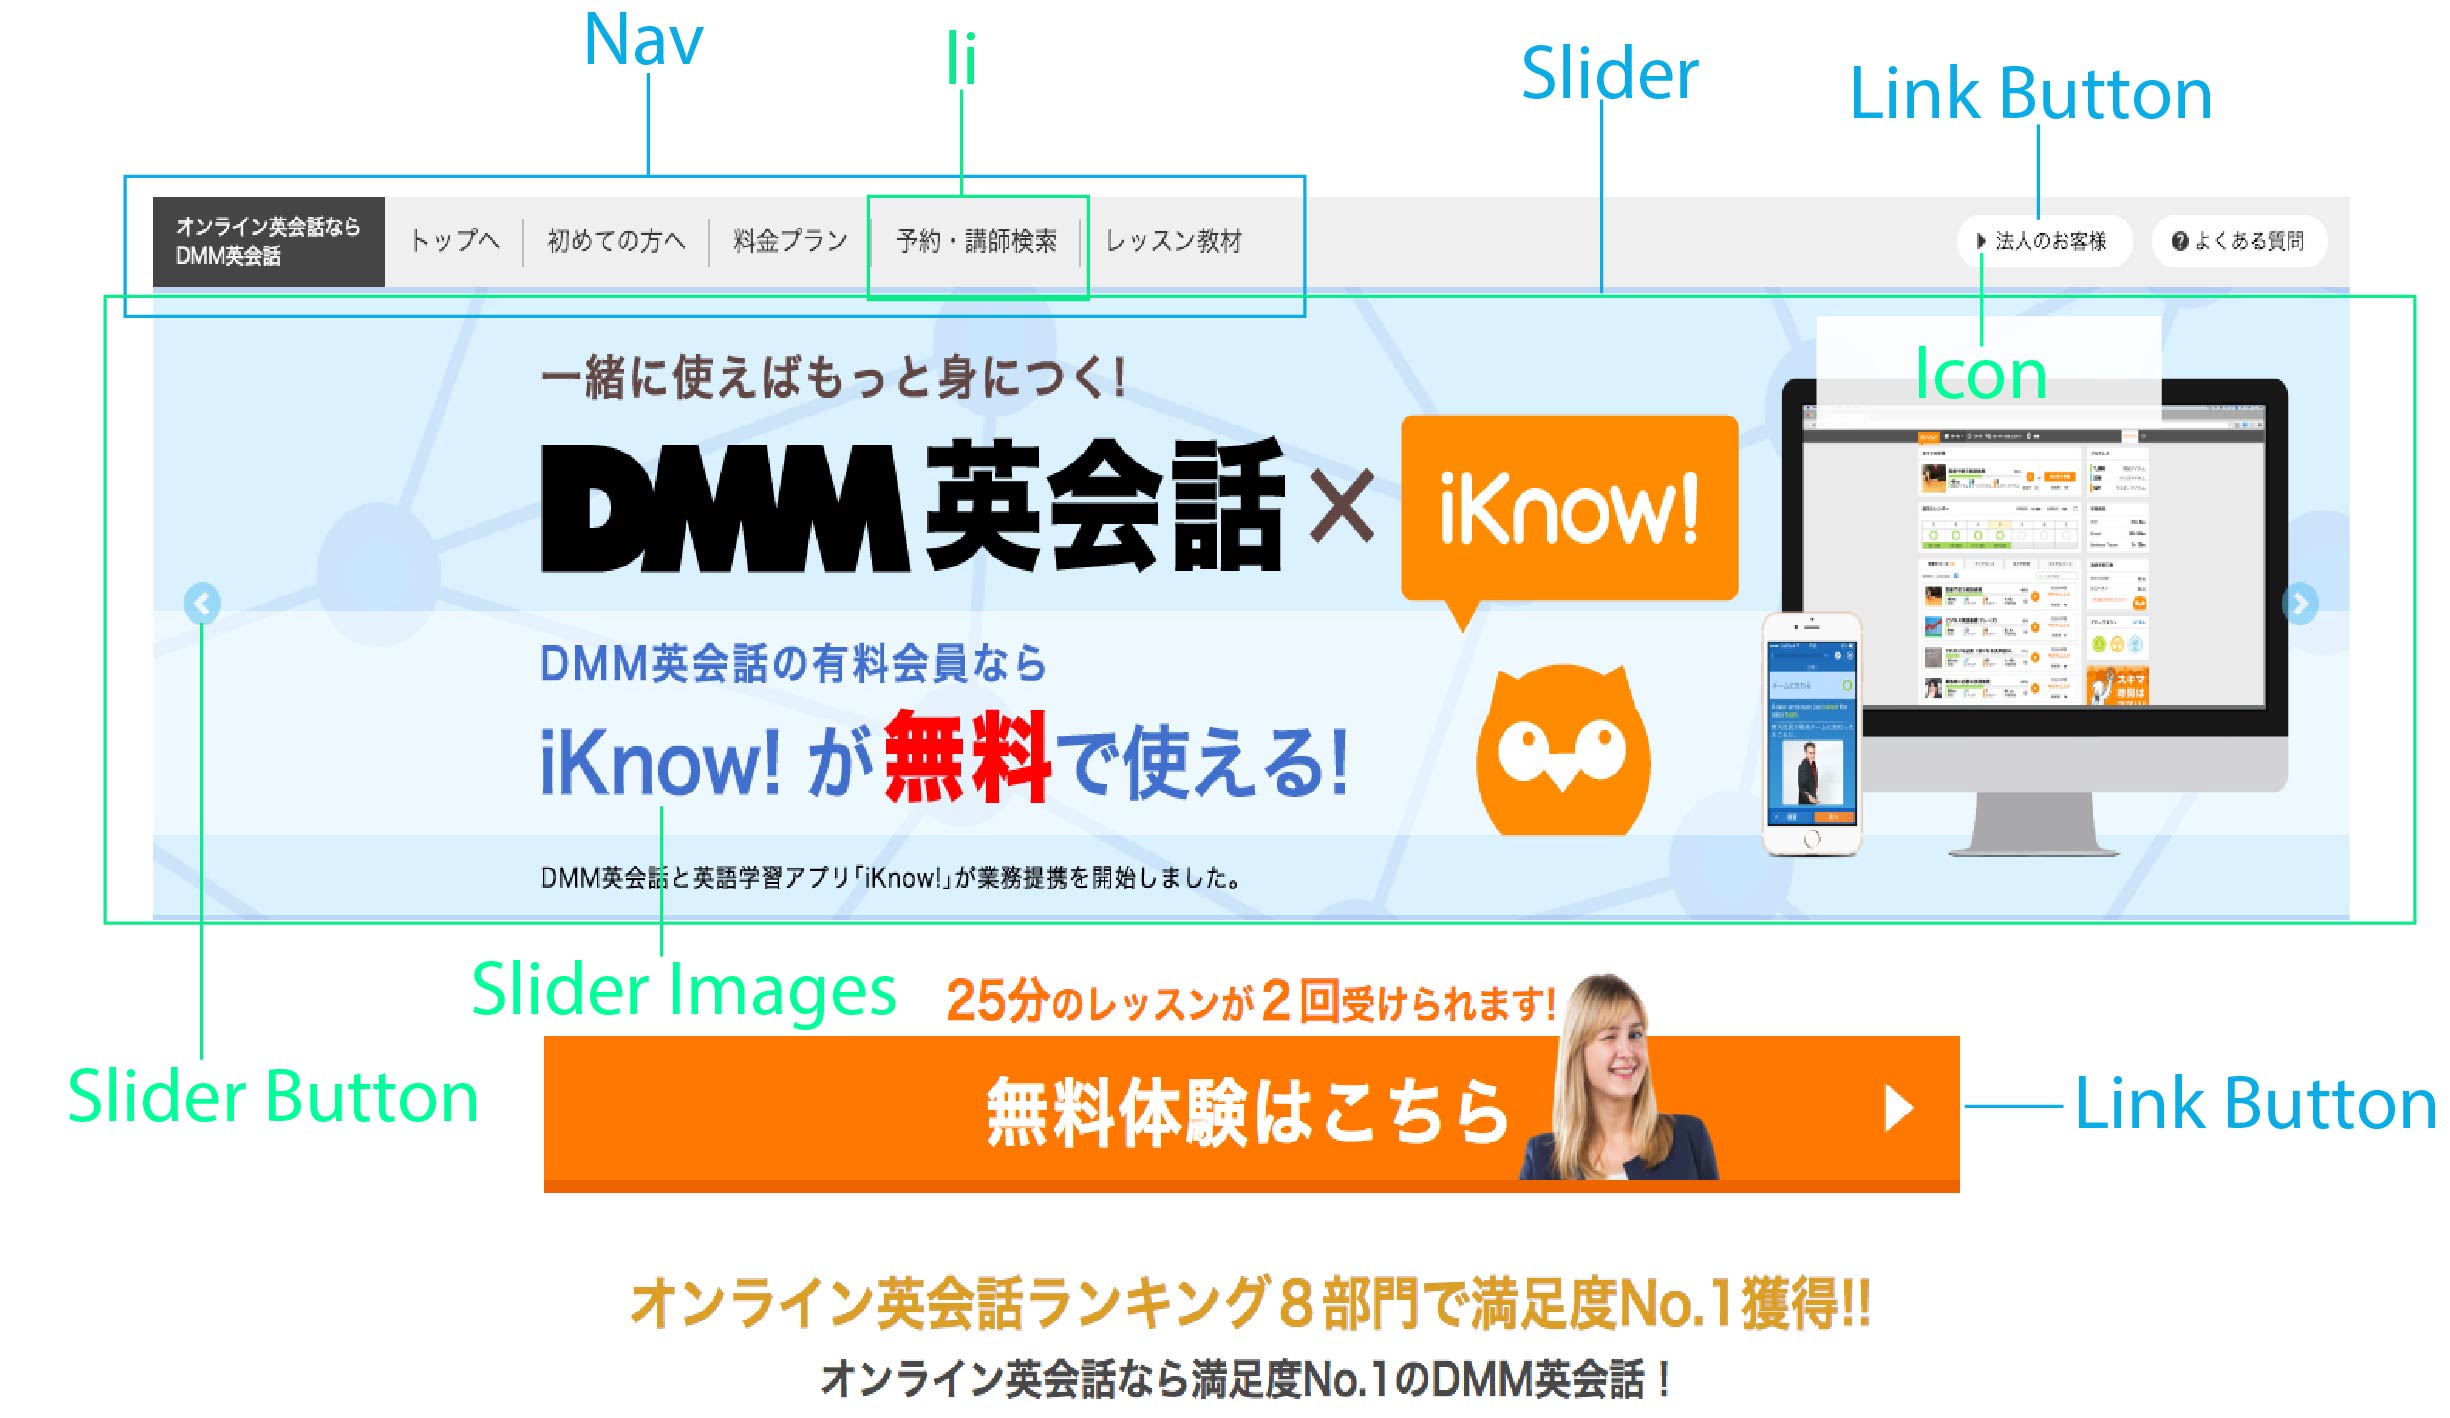 Nav
li
Slider
Link Button
オンライン英会話なら
DMM英会話
トップへ
初めての方へ
料金プラン
予約・講師検索
レッスン教材
法人のお客様
よくある質問
Icon
一緒に使えばもっと身につく!
DMM英会話×iKnow!
DMM英会話の有料会員なら
iKnow! が無料で使える!
DMM英会話と英語学習アプリ「iKnow!」が業務提携を開始しました。
スキマ
Slider Images
25分のレッスンが2回受けられます!
Slider Button
無料体験はこちら
Link Button
オンライン英会話ランキング8部門で満足度No.1獲得!!
オンライン英会話なら満足度No.1のDMM英会話！